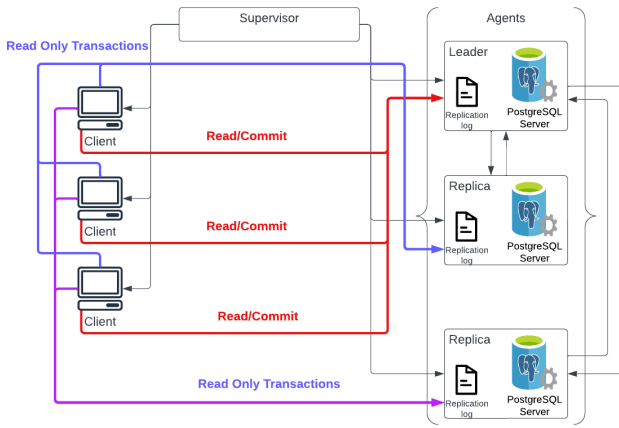 Supervisor
Agents
Read Only Transactions
Leader
Replication
log
PostgreSQL
Server
Client
Read/Commit
Replica
Replication
log
PostgreSQL
Server
Client
Read/Commit
Client
Read/Commit
Replica
Replication
log
PostgreSQL
Server
Read Only Transactions